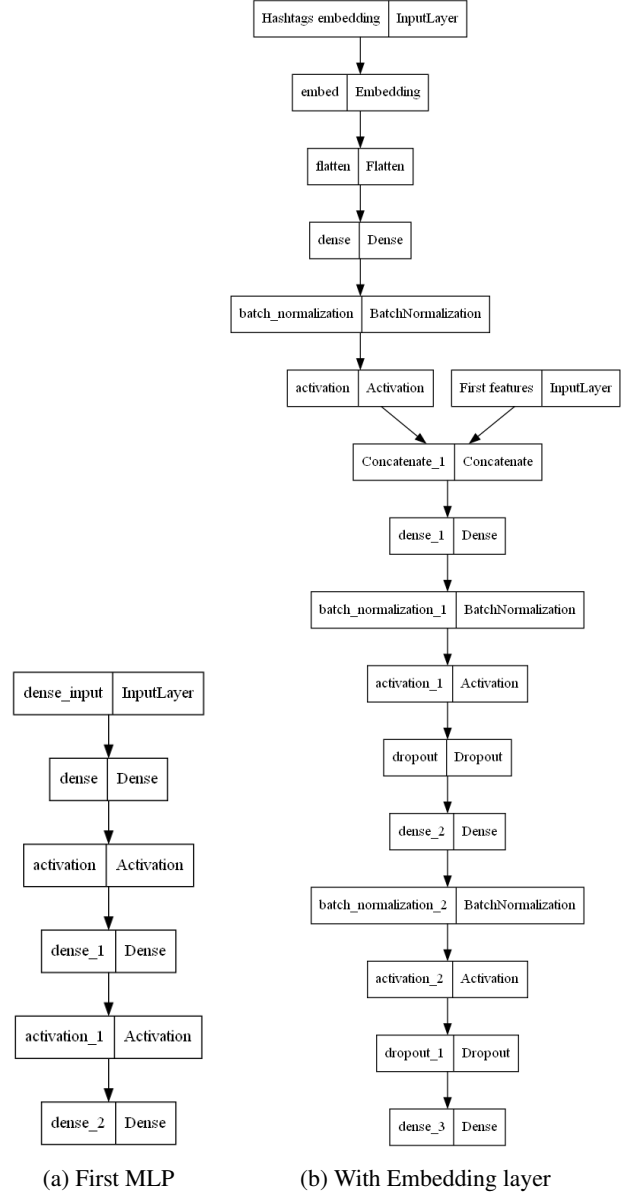 Hashtags embedding InputLayer
embed Embedding
flatten Flatten
dense Dense
batch_normalization BatchNormalization
activation Activation
First features InputLayer
Concatenate_1 Concatenate
dense_1 Dense
batch_normalization_1 BatchNormalization
activation_1 Activation
dropout Dropout
dense_2 Dense
batch_normalization_2 BatchNormalization
activation_2 Activation
dropout_1 Dropout
dense_3 Dense
dense_input InputLayer
dense Dense
activation Activation
dense_1 Dense
activation_1 Activation
dense_2 Dense
(a) First MLP
(b) With Embedding layer